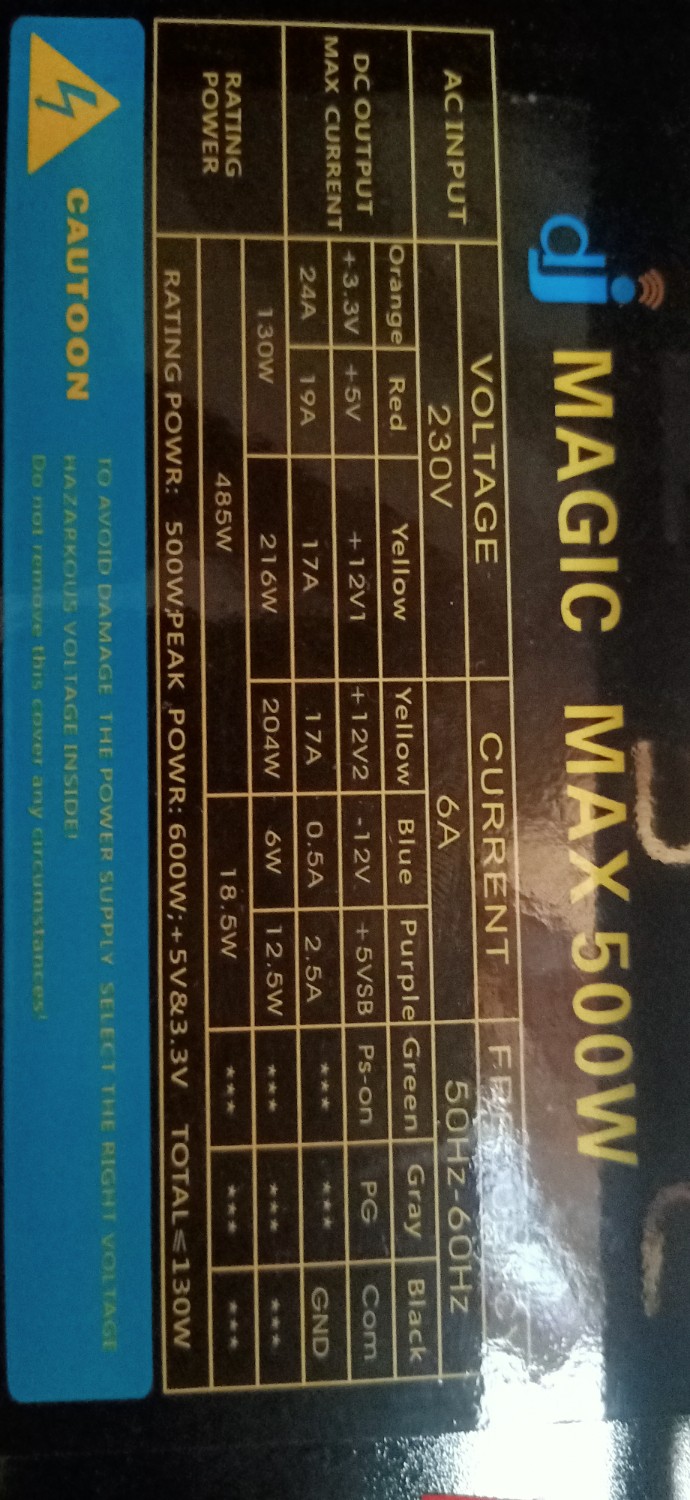 dj MAGIC MAX 500W
AC INPUT VOLTAGE CURRENT
230V 6A 50Hz-60Hz
DC OUTPUT MAX CURRENT
Orange Red Yellow Yellow Blue Purple Green Gray Black
+3.3V +5V +12V1 +12V2 -12V +5VSB Ps-on PG Com
24A 19A 17A 17A 0.5A 2.5A *** *** GND
RATING POWER
130W 216W 204W 6W 12.5W *** *** ***
485W 18.5W *** *** ***
RATING POWR: 500W;PEAK POWR: 600W;+5V&3.3V TOTAL≤130W
CAUTOON
TO AVOID DAMAGE THE POWER SUPPLY SELECT THE RIGHT VOLTAGE
HAZARKOUS VOLTAGE INSIDE!
Do not remove this cover any circumstances!